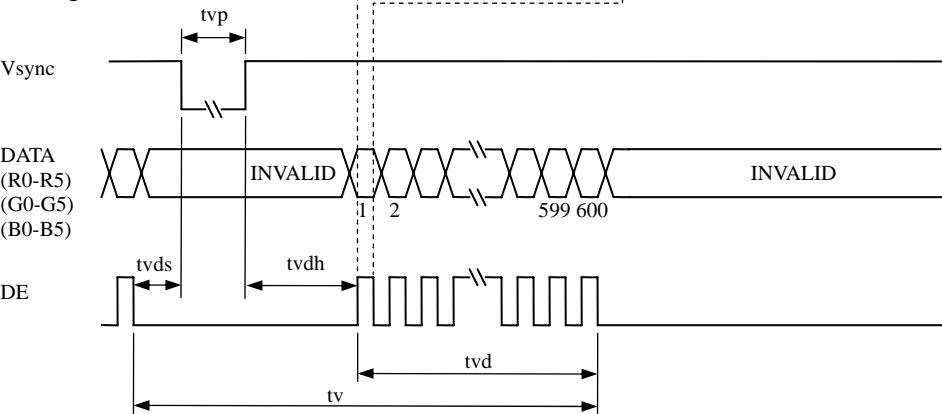 tvp
Vsync
DATA
(R0-R5)
(G0-G5)
(B0-B5)
INVALID
INVALID
1
2
599
600
tvds
tvdh
DE
tvd
tv